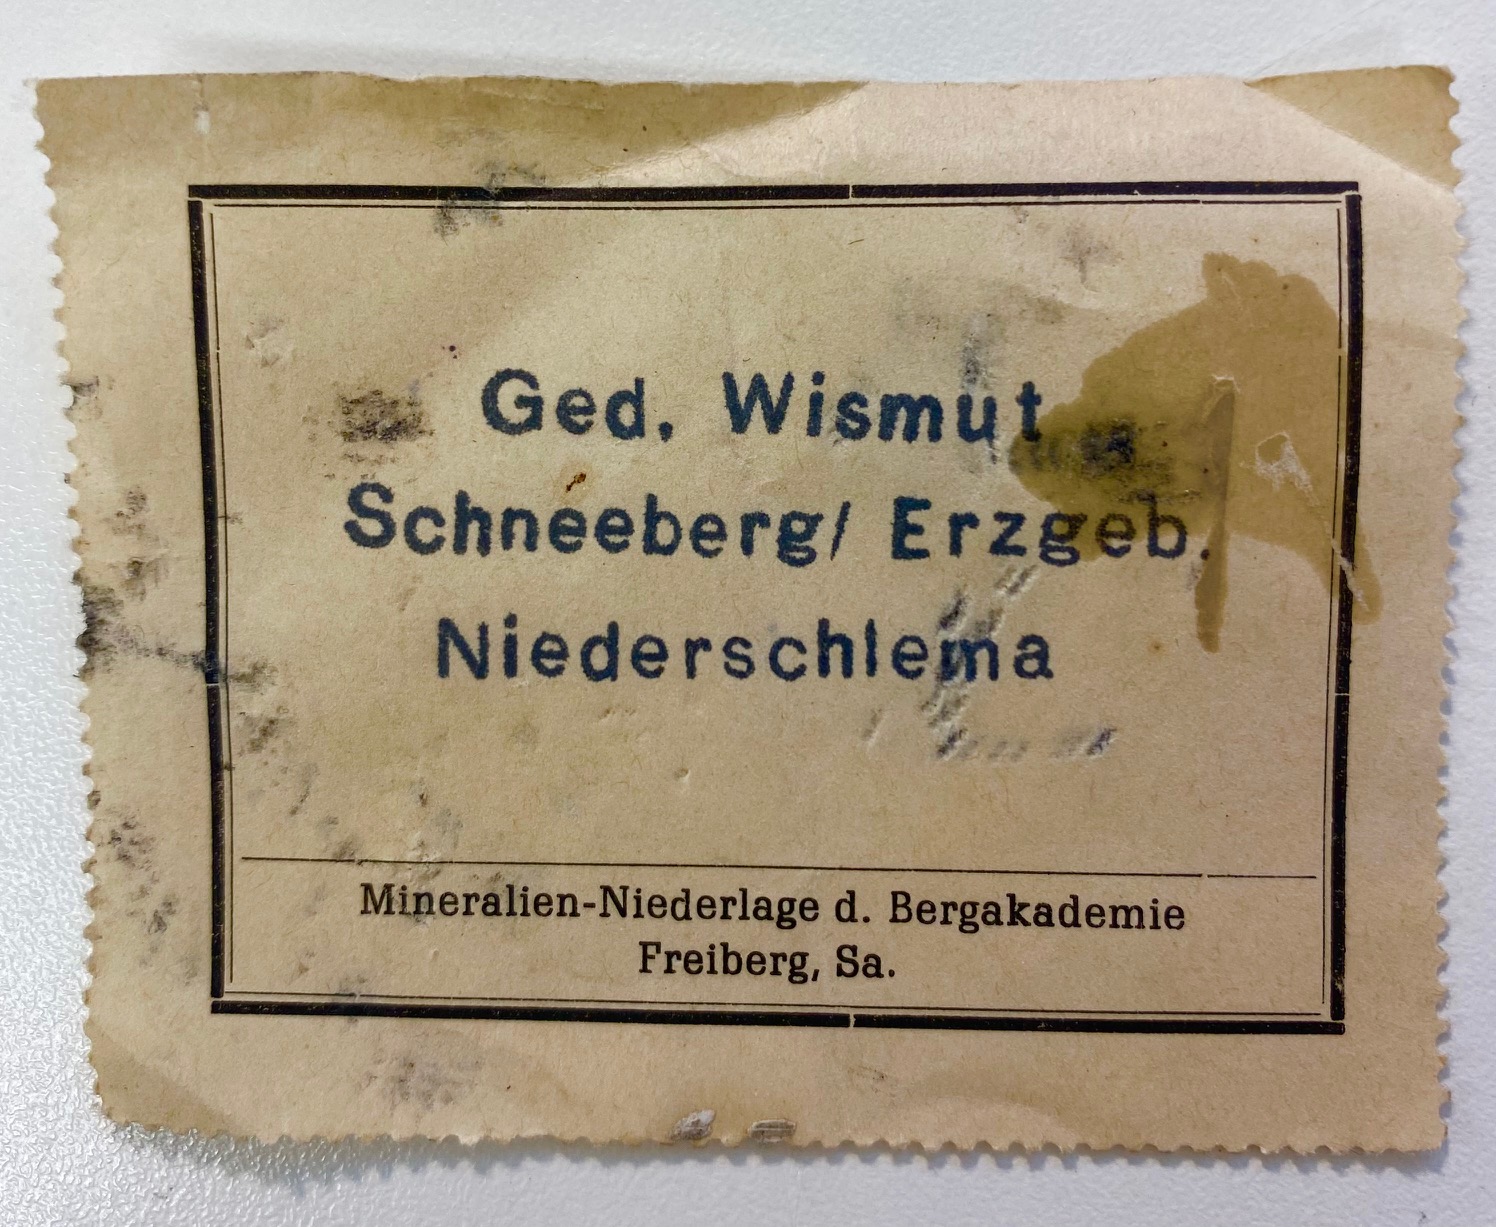 Ged. Wismut
Schneeberg/ Erzgeb.
Niederschlema
Mineralien-Niederlage d. Bergakademie
Freiberg, Sa.